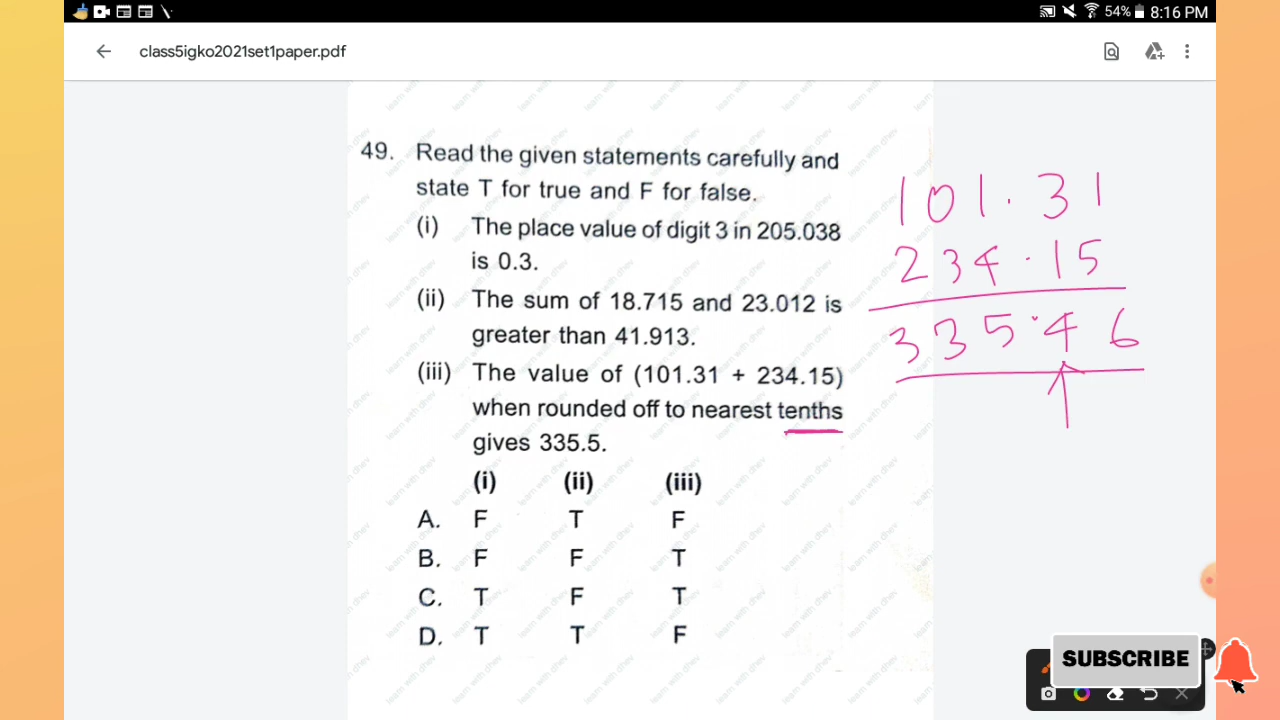 54% 8:16 PM
class5igko2021set1paper.pdf
49. Read the given statements carefully and
state T for true and F for false.
(i) The place value of digit 3 in 205.038
is 0.3.
(ii) The sum of 18.715 and 23.012 is
greater than 41.913.
(iii) The value of (101.31 + 234.15)
when rounded off to nearest tenths
gives 335.5.
(i) (ii) (iii)
A. F T F
B. F F T
C. T F T
D. T T F
101.31
234.15
335.46
SUBSCRIBE
learn with dhev